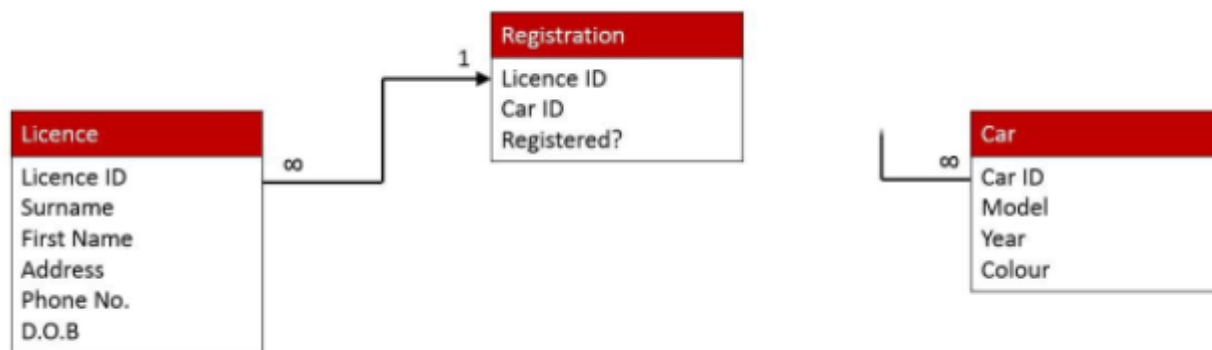 Registration
Licence ID
Car ID
Registered?
1
Licence
Licence ID
Surname
First Name
Address
Phone No.
D.O.B
∞
∞
Car
Car ID
Model
Year
Colour